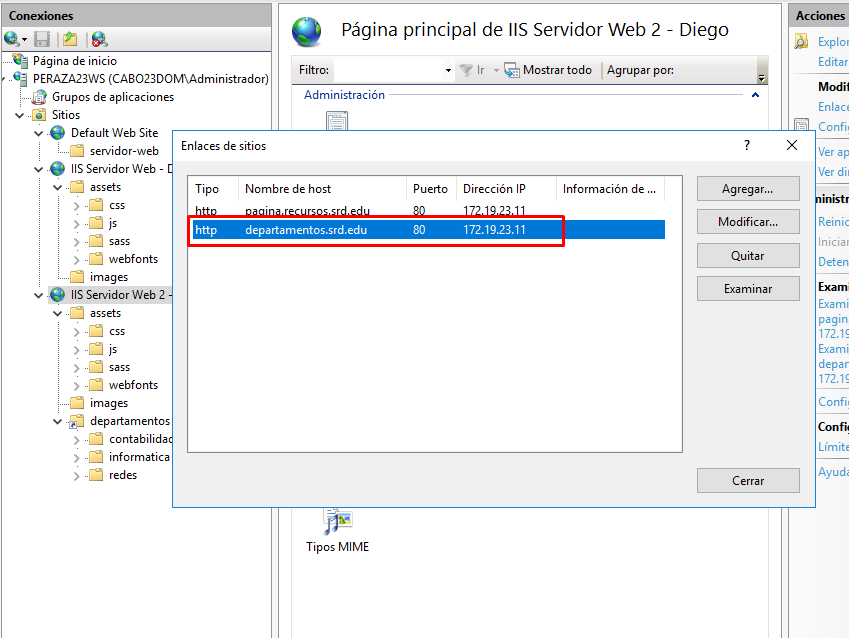 Conexiones
Página de inicio
PERAZA23WS (CABO23DOM\Administrador)
Grupos de aplicaciones
Sitios
Default Web Site
servidor-web
IIS Servidor Web - D
assets
css
js
sass
webfonts
images
IIS Servidor Web 2 -
assets
css
js
sass
webfonts
images
departamentos
contabilidad
informatica
redes
Página principal de IIS Servidor Web 2 - Diego
Filtro: Ir Mostrar todo Agrupar por:
Administración
Enlaces de sitios ?
Tipo Nombre de host Puerto Dirección IP Información de ...
http pagina.recursos.srd.edu 80 172.19.23.11
http departamentos.srd.edu 80 172.19.23.11
Agregar...
Modificar...
Quitar
Examinar
Cerrar
Tipos MIME
Acciones
Explor
Editar
Modif
Enlace
Config
Ver ap
Ver di
ninistr
Reinic
Iniciar
Deten
Exami
Exami
pagin
172.19
Exami
depar
172.19
Config
Config
Límite
Ayuda